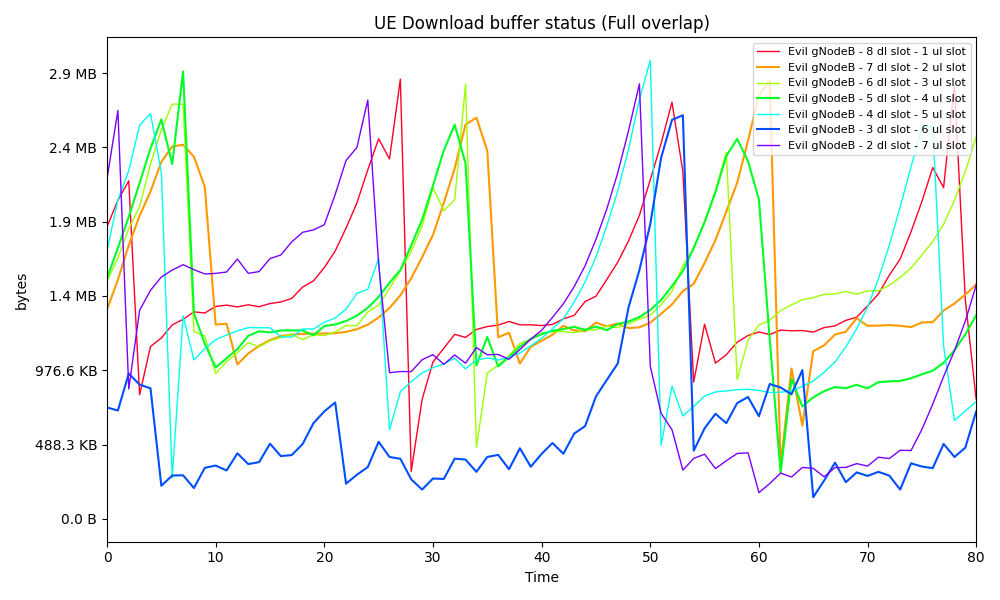 UE Download buffer status (Full overlap)
Evil gNodeB - 8 dl slot - 1 ul slot
Evil gNodeB - 7 dl slot - 2 ul slot
Evil gNodeB - 6 dl slot - 3 ul slot
Evil gNodeB - 5 dl slot - 4 ul slot
Evil gNodeB - 4 dl slot - 5 ul slot
Evil gNodeB - 3 dl slot - 6 ul slot
Evil gNodeB - 2 dl slot - 7 ul slot
2.9 MB
2.4 MB
1.9 MB
1.4 MB
976.6 KB
488.3 KB
0.0 B
bytes
0 10 20 30 40 50 60 70 80
Time